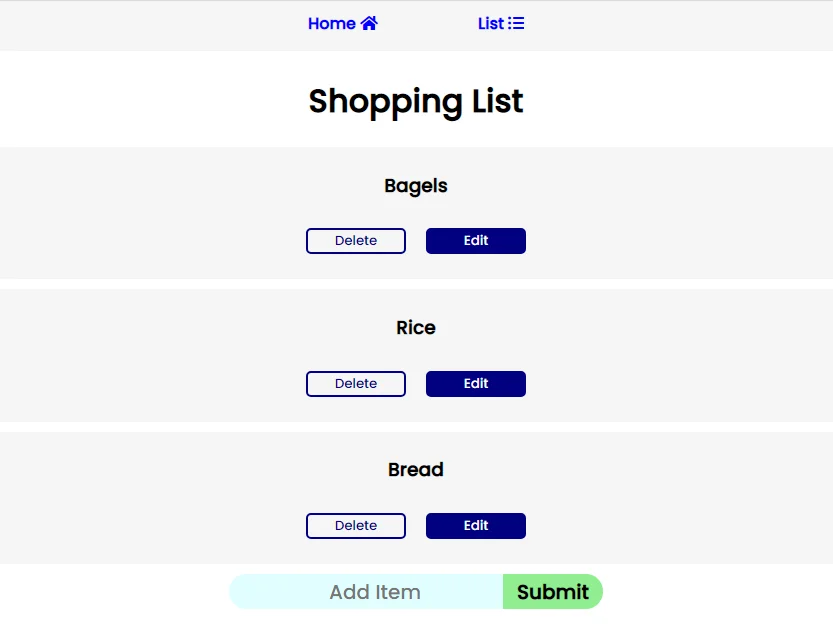 Home List
Shopping List
Bagels
Delete Edit
Rice
Delete Edit
Bread
Delete Edit
Add Item Submit